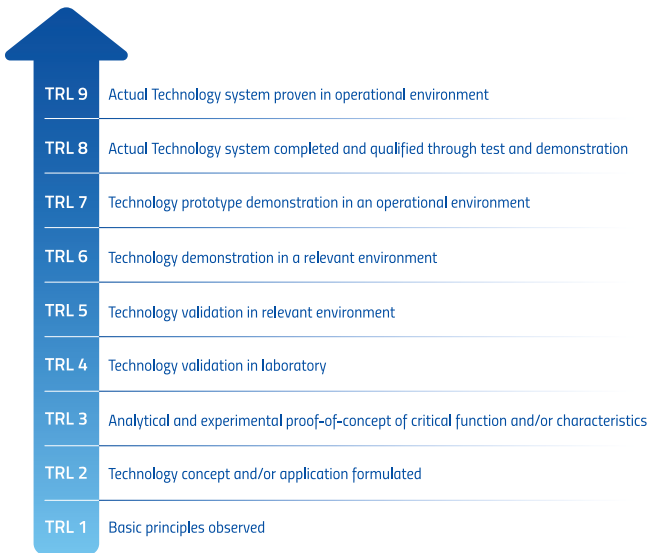 TRL 9 Actual Technology system proven in operational environment
TRL 8 Actual Technology system completed and qualified through test and demonstration
TRL 7 Technology prototype demonstration in an operational environment
TRL 6 Technology demonstration in a relevant environment
TRL 5 Technology validation in relevant environment
TRL 4 Technology validation in laboratory
TRL 3 Analytical and experimental proof-of-concept of critical function and/or characteristics
TRL 2 Technology concept and/or application formulated
TRL 1 Basic principles observed